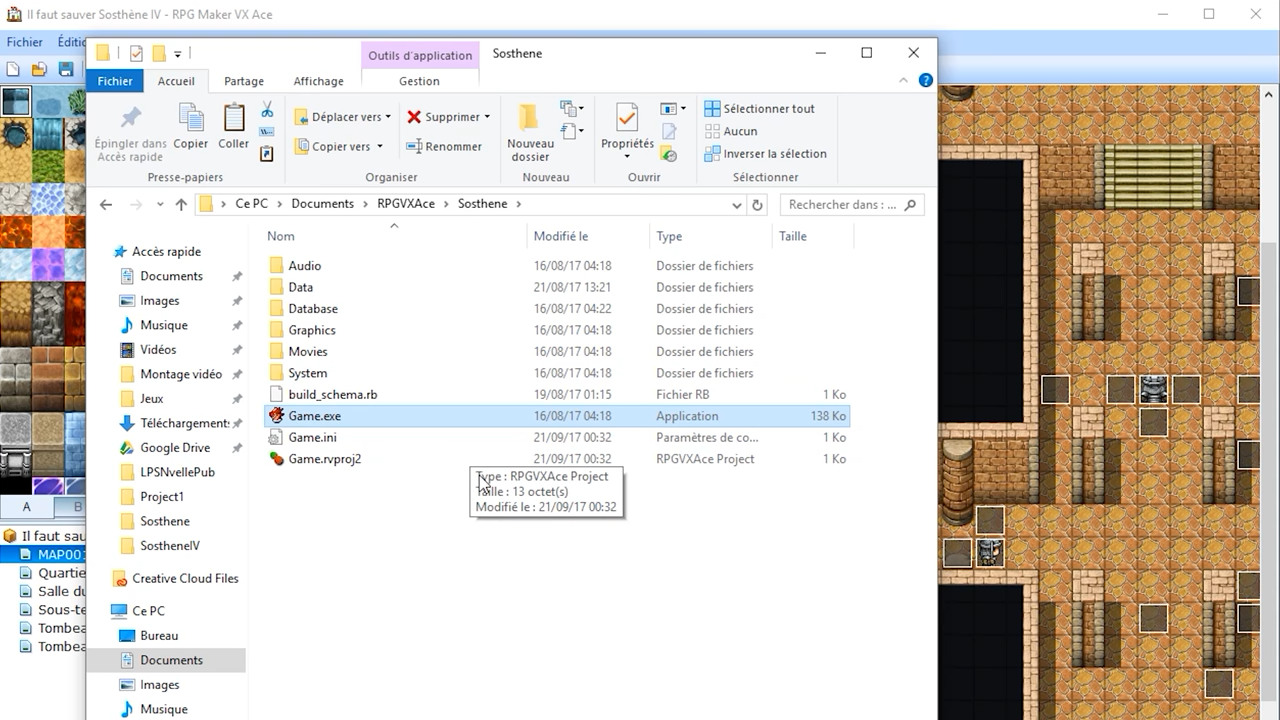 Il faut sauver Sosthène IV - RPG Maker VX Ace
Fichier Éditio
Outils d'application Sosthene
Fichier Accueil Partage Affichage Gestion
Épingler dans Accès rapide
Copier
Coller
Presse-papiers
Déplacer vers
Copier vers
Supprimer
Renommer
Organiser
Nouveau dossier
Nouveau
Propriétés
Ouvrir
Sélectionner tout
Aucun
Inverser la sélection
Sélectionner
Ce PC > Documents > RPGVXAce > Sosthene >
Rechercher dans : ...
Nom Modifié le Type Taille
Audio 16/08/17 04:18 Dossier de fichiers
Data 21/08/17 13:21 Dossier de fichiers
Database 16/08/17 04:22 Dossier de fichiers
Graphics 16/08/17 04:18 Dossier de fichiers
Movies 16/08/17 04:18 Dossier de fichiers
System 16/08/17 04:18 Dossier de fichiers
build_schema.rb 19/08/17 01:15 Fichier RB 1 Ko
Game.exe 16/08/17 04:18 Application 138 Ko
Game.ini 21/09/17 00:32 Paramètres de co... 1 Ko
Game.rvproj2 21/09/17 00:32 RPGVXAce Project 1 Ko
Type : RPGVXAce Project
Taille : 13 octet(s)
Modifié le : 21/09/17 00:32
Accès rapide
Documents
Images
Musique
Vidéos
Montage vidéo
Jeux
Téléchargement:
Google Drive
LPSNvellePub
Project1
Sosthene
SostheneIV
Creative Cloud Files
Ce PC
Bureau
Documents
Images
Musique
A B
Il faut sau
MAP001
Quartie
Salle du
Sous-te
Tombea
Tombea